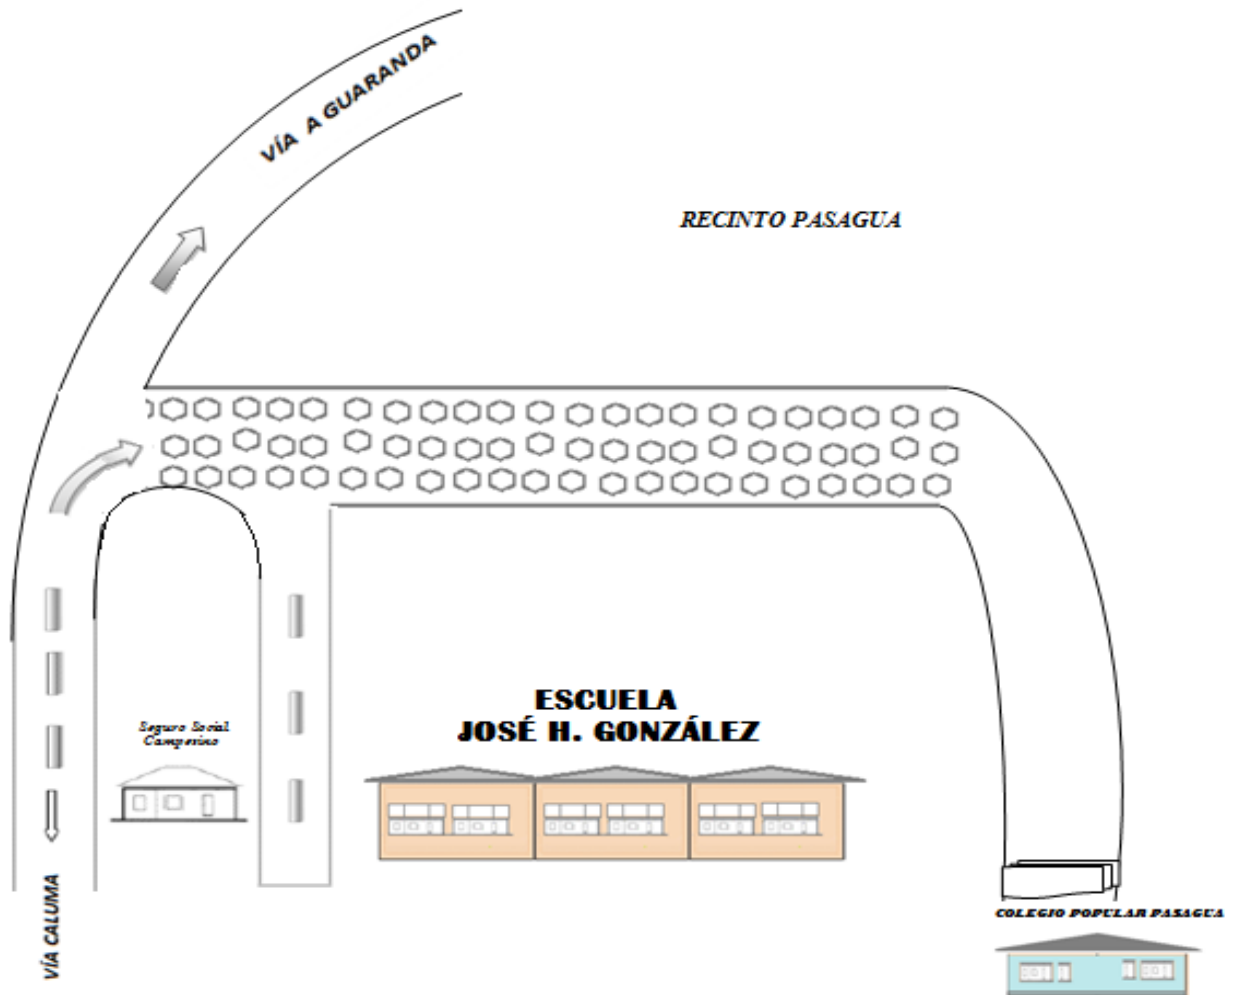 VÍA A GUARANDA
RECINTO PASAGUA
ESCUELA
JOSÉ H. GONZÁLEZ
Seguro Social
Campesino
VÍA CALUMA
COLEGIO POPULAR PASAGUA